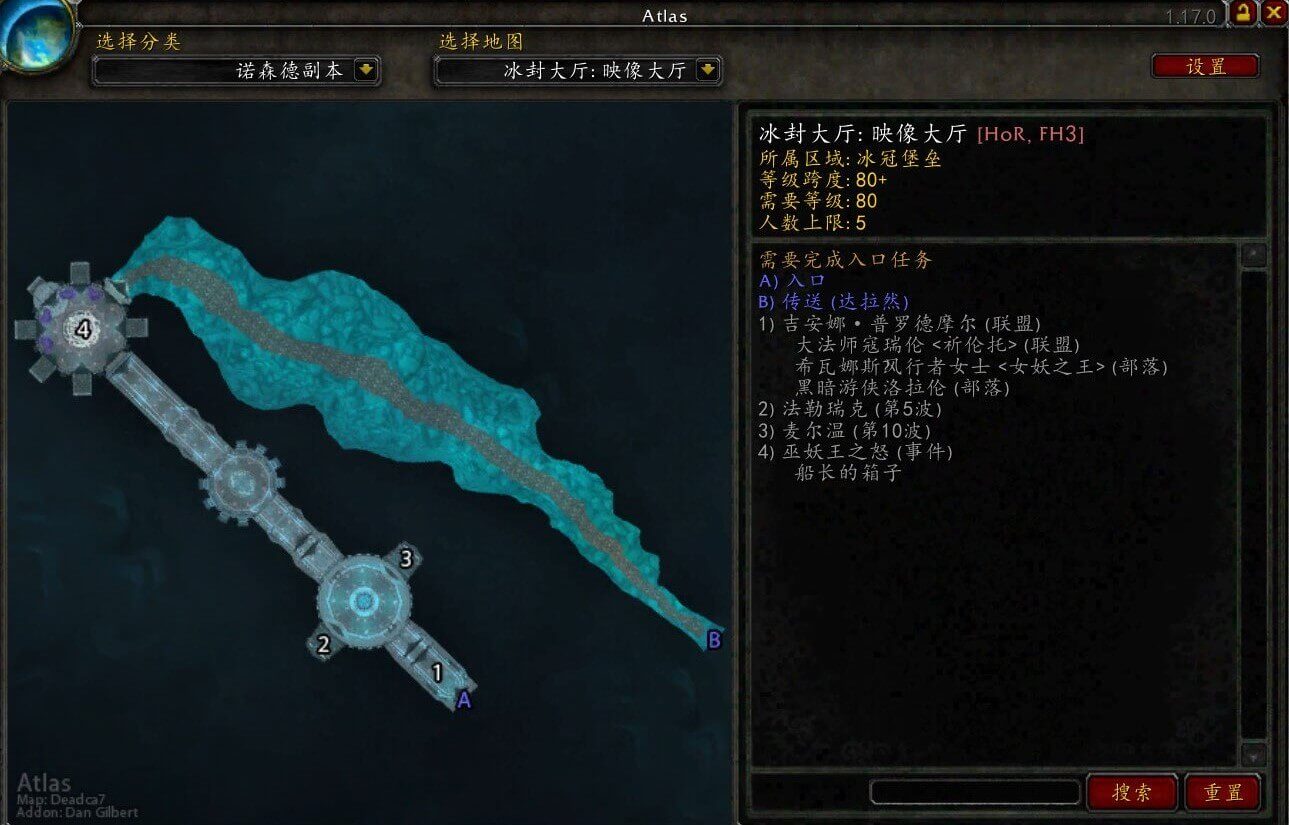 Atlas
1.17.0
选择分类
选择地图
诺森德副本
冰封大厅: 映像大厅
设置
冰封大厅: 映像大厅 [HoR, FH3]
所属区域: 冰冠堡垒
等级跨度: 80+
需要等级: 80
人数上限: 5
需要完成入口任务
A) 入口
B) 传送 (达拉然)
1) 吉安娜•普罗德摩尔 (联盟)
大法师寇瑞伦 <祈伦托> (联盟)
希瓦娜斯风行者女士 <女妖之王> (部落)
黑暗游侠洛拉伦 (部落)
2) 法勒瑞克 (第5波)
3) 麦尔温 (第10波)
4) 巫妖王之怒 (事件)
船长的箱子
4
3
2
1
A
B
Atlas
Map: Deadca7
Addon: Dan Gilbert
搜索
重置